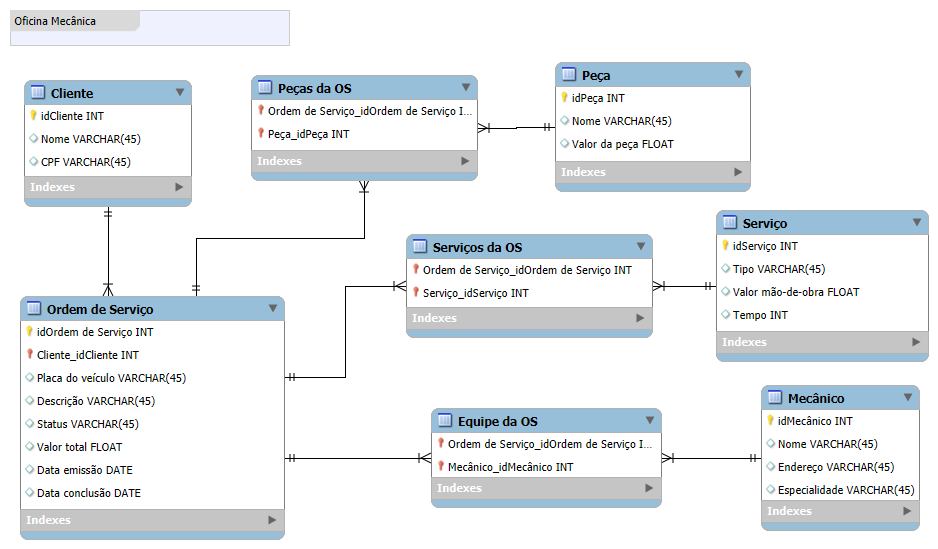 Oficina Mecânica
Cliente
idCliente INT
Nome VARCHAR(45)
CPF VARCHAR(45)
Indexes
Peças da OS
Ordem de Serviço_idOrdem de Serviço I...
Peça_idPeça INT
Indexes
Peça
idPeça INT
Nome VARCHAR(45)
Valor da peça FLOAT
Indexes
Serviços da OS
Ordem de Serviço_idOrdem de Serviço INT
Serviço_idServiço INT
Indexes
Serviço
idServiço INT
Tipo VARCHAR(45)
Valor mão-de-obra FLOAT
Tempo INT
Indexes
Ordem de Serviço
idOrdem de Serviço INT
Cliente_idCliente INT
Placa do veículo VARCHAR(45)
Descrição VARCHAR(45)
Status VARCHAR(45)
Valor total FLOAT
Data emissão DATE
Data conclusão DATE
Indexes
Equipe da OS
Ordem de Serviço_idOrdem de Serviço I...
Mecânico_idMecânico INT
Indexes
Mecânico
idMecânico INT
Nome VARCHAR(45)
Endereço VARCHAR(45)
Especialidade VARCHAR(45)
Indexes